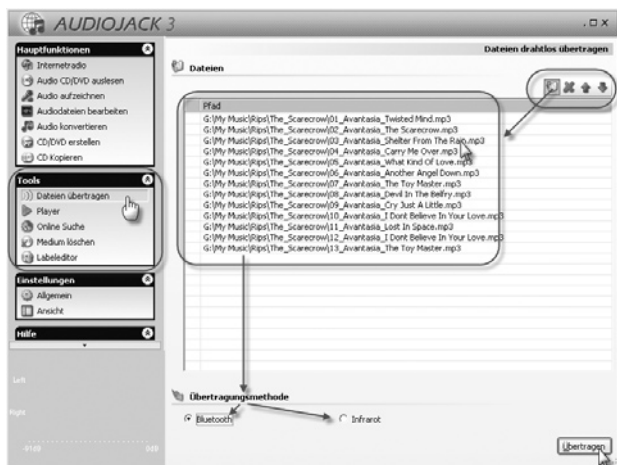 AUDIOJACK 3
Hauptfunktionen
Internetradio
Audio CD/DVD auslesen
Audio aufzeichnen
Audiodateien bearbeiten
Audio konvertieren
CD/DVD erstellen
CD Kopieren
Tools
Dateien übertragen
Player
Online Suche
Medium löschen
Labeleditor
Einstellungen
Allgemein
Ansicht
Hilfe
Left
Right
-91dB 0dB
Dateien drahtlos übertragen
Dateien
Pfad
G:\My Music\Rips\The_Scarecrow\01_Avantasia_Twisted Mind.mp3
G:\My Music\Rips\The_Scarecrow\02_Avantasia_The Scarecrow.mp3
G:\My Music\Rips\The_Scarecrow\03_Avantasia_Shelter From The Rain.mp3
G:\My Music\Rips\The_Scarecrow\04_Avantasia_Carry Me Over.mp3
G:\My Music\Rips\The_Scarecrow\05_Avantasia_What Kind Of Love.mp3
G:\My Music\Rips\The_Scarecrow\06_Avantasia_Another Angel Down.mp3
G:\My Music\Rips\The_Scarecrow\07_Avantasia_The Toy Master.mp3
G:\My Music\Rips\The_Scarecrow\08_Avantasia_Devil In The Belfry.mp3
G:\My Music\Rips\The_Scarecrow\09_Avantasia_Cry Just A Little.mp3
G:\My Music\Rips\The_Scarecrow\10_Avantasia_I Dont Believe In Your Love.mp3
G:\My Music\Rips\The_Scarecrow\11_Avantasia_Lost In Space.mp3
G:\My Music\Rips\The_Scarecrow\12_Avantasia_I Dont Believe In Your Love.mp3
G:\My Music\Rips\The_Scarecrow\13_Avantasia_The Toy Master.mp3
Übertragungsmethode
Bluetooth
Infrarot
Übertragen